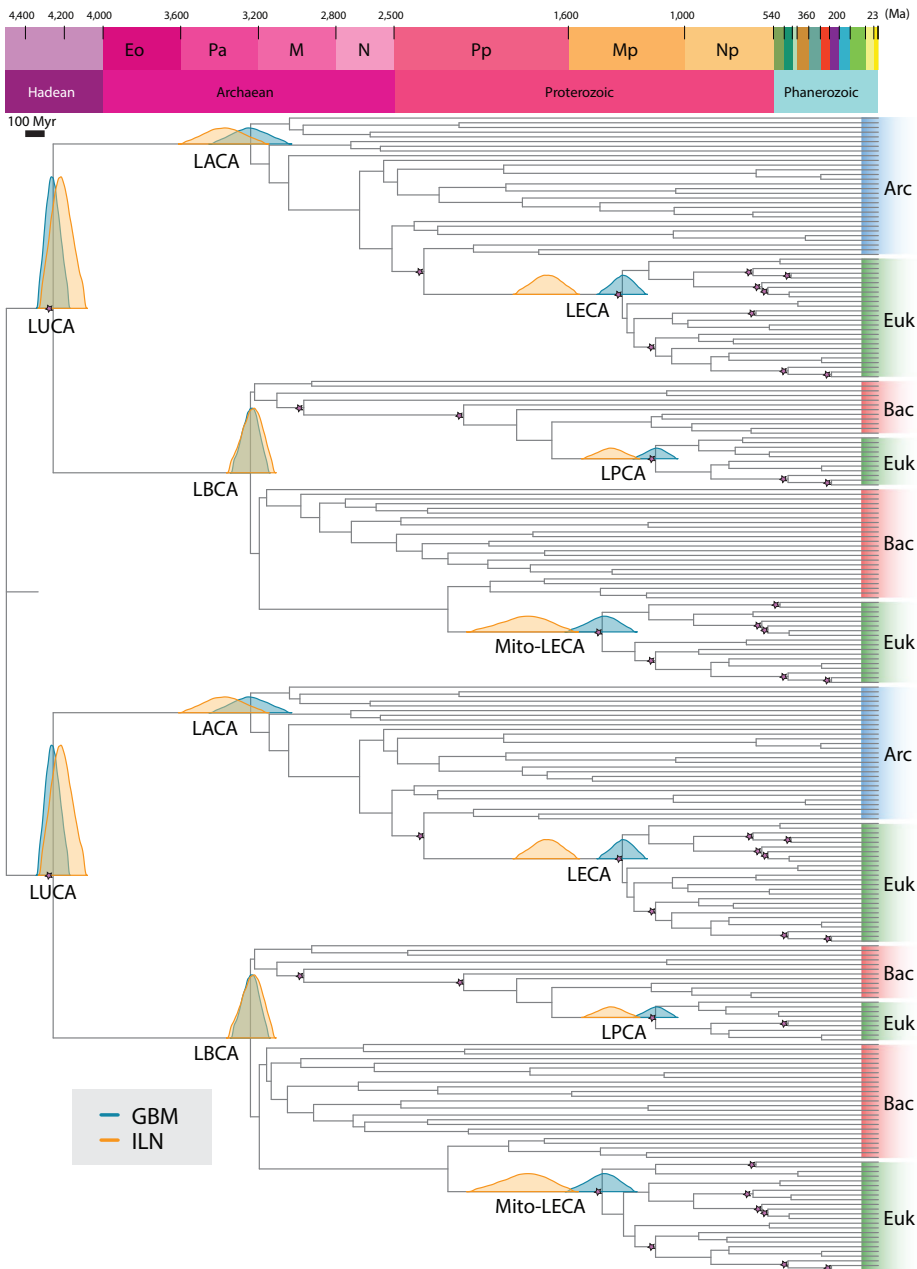 4,400 4,200 4,000 3,600 3,200 2,800 2,500 1,600 1,000 540 360 200 23 (Ma)
Eo Pa M N Pp Mp Np
Hadean Archaean Proterozoic Phanerozoic
100 Myr
LACA
Arc
LUCA
LECA
Euk
Bac
LPCA
Euk
LBCA
Bac
Mito-LECA
Euk
LACA
Arc
LUCA
LECA
Euk
Bac
LPCA
Euk
LBCA
Bac
GBM
ILN
Mito-LECA
Euk